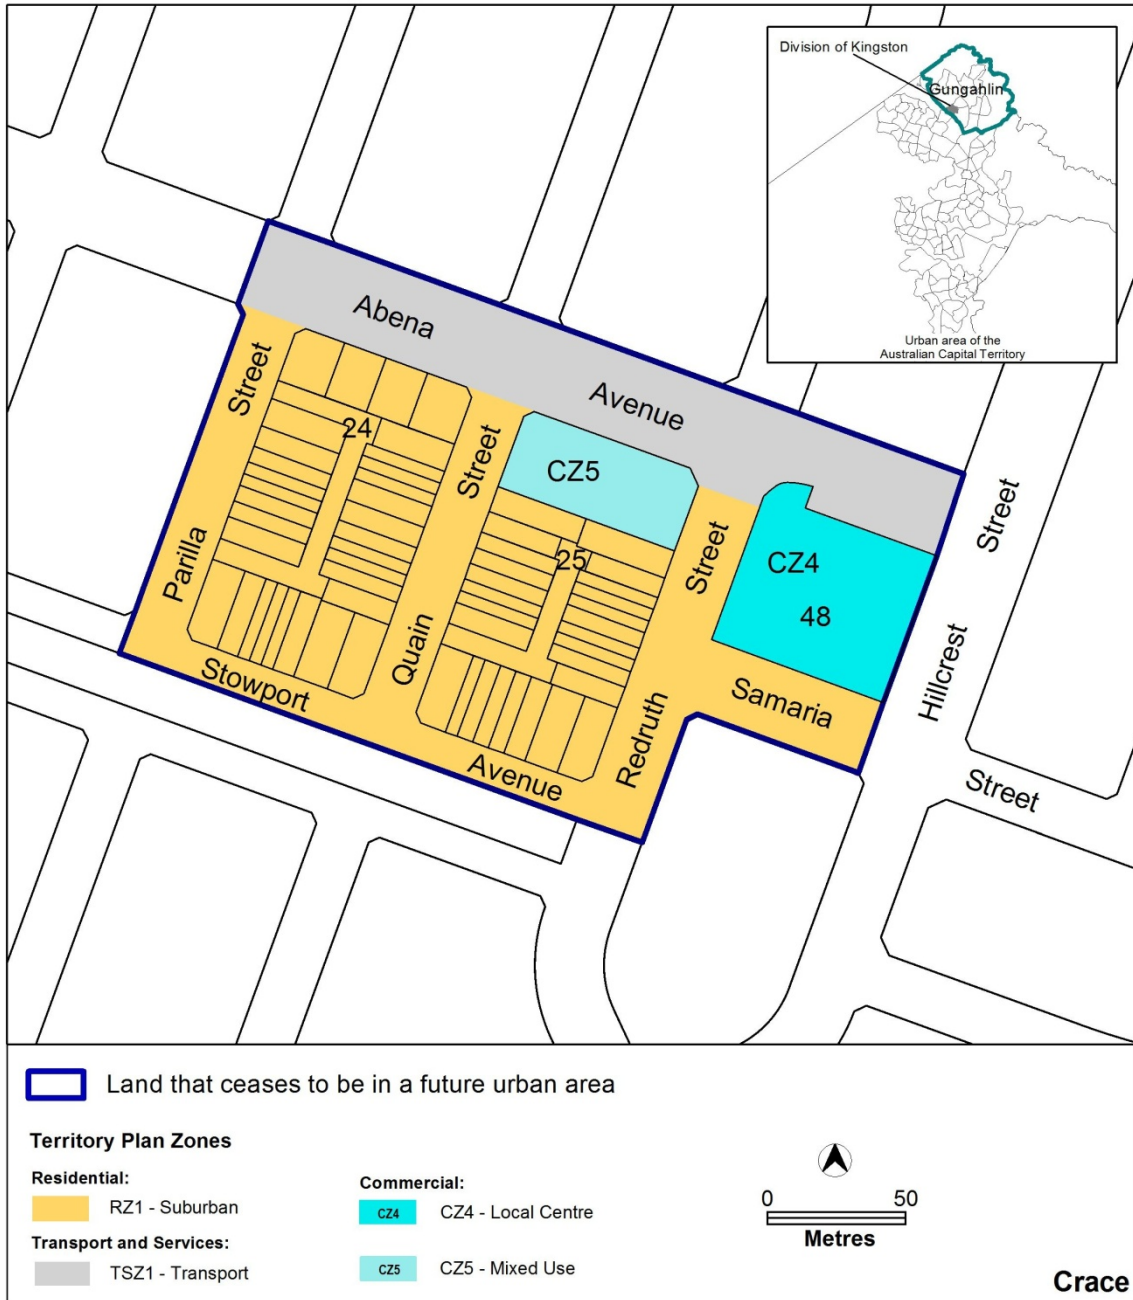 Division of Kingston
Gungahlin
Urban area of the
Australian Capital Territory
Abena
Avenue
Street
24
Street
CZ5
Street
Parilla
25
Street
CZ4
48
Quain
Hillcrest
Stowport
Samaria
Redruth
Avenue
Street
Land that ceases to be in a future urban area
Territory Plan Zones
Residential:
RZ1 - Suburban
Transport and Services:
TSZ1 - Transport
Commercial:
CZ4 CZ4 - Local Centre
CZ5 CZ5 - Mixed Use
0 50
Metres
Crace